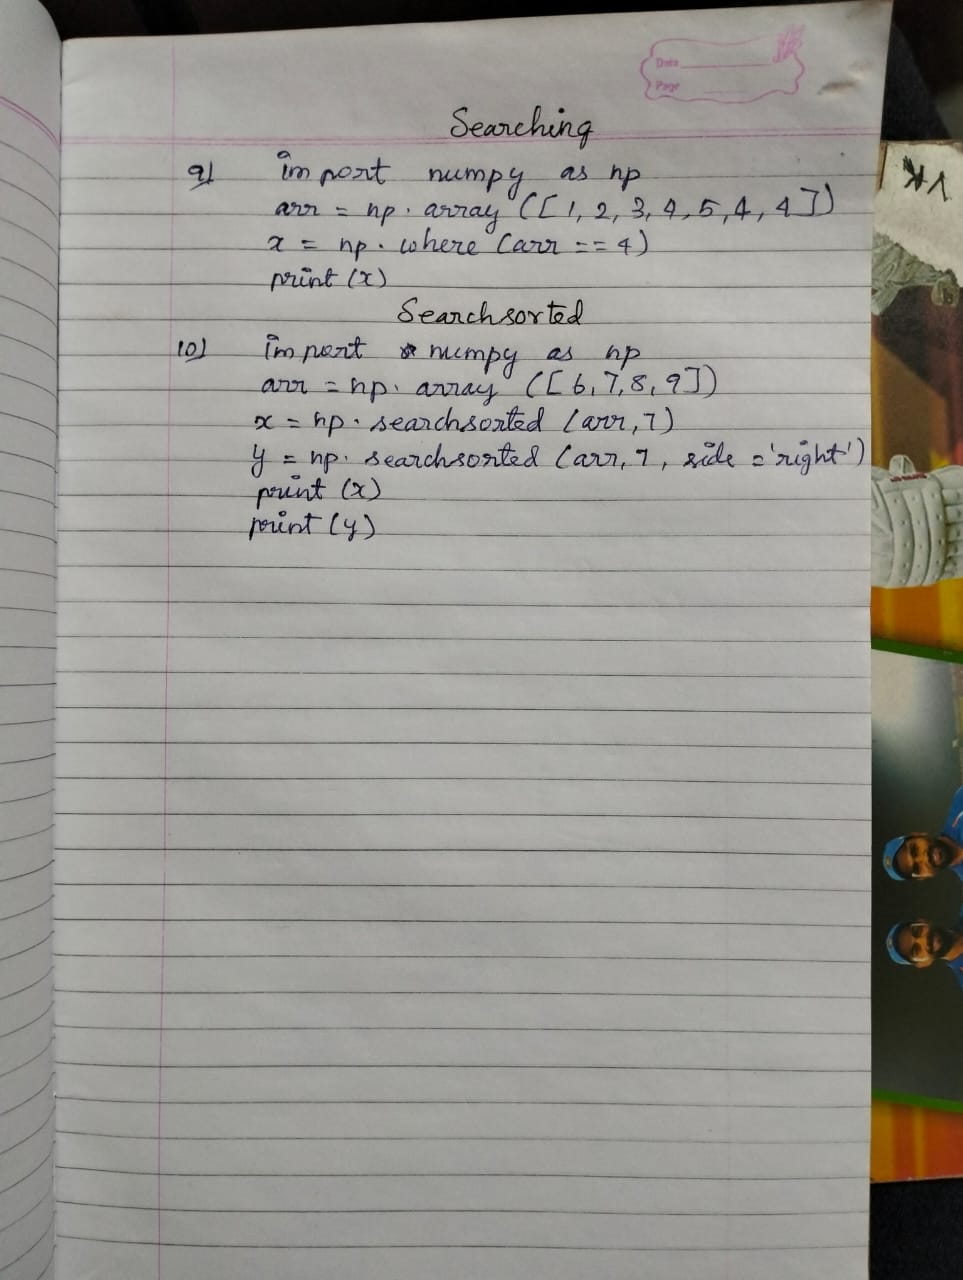 Date
Page
Searching
9) import numpy as np
arr = np. array ([1, 2, 3, 4, 5, 4, 4])
x = np. where (arr == 4)
print (x)
Searchsorted
10) import numpy as np
arr = np. array ([6, 7, 8, 9])
x = np. searchsorted (arr, 7)
y = np. searchsorted (arr, 7, side = 'right')
print (x)
print (y)
VK